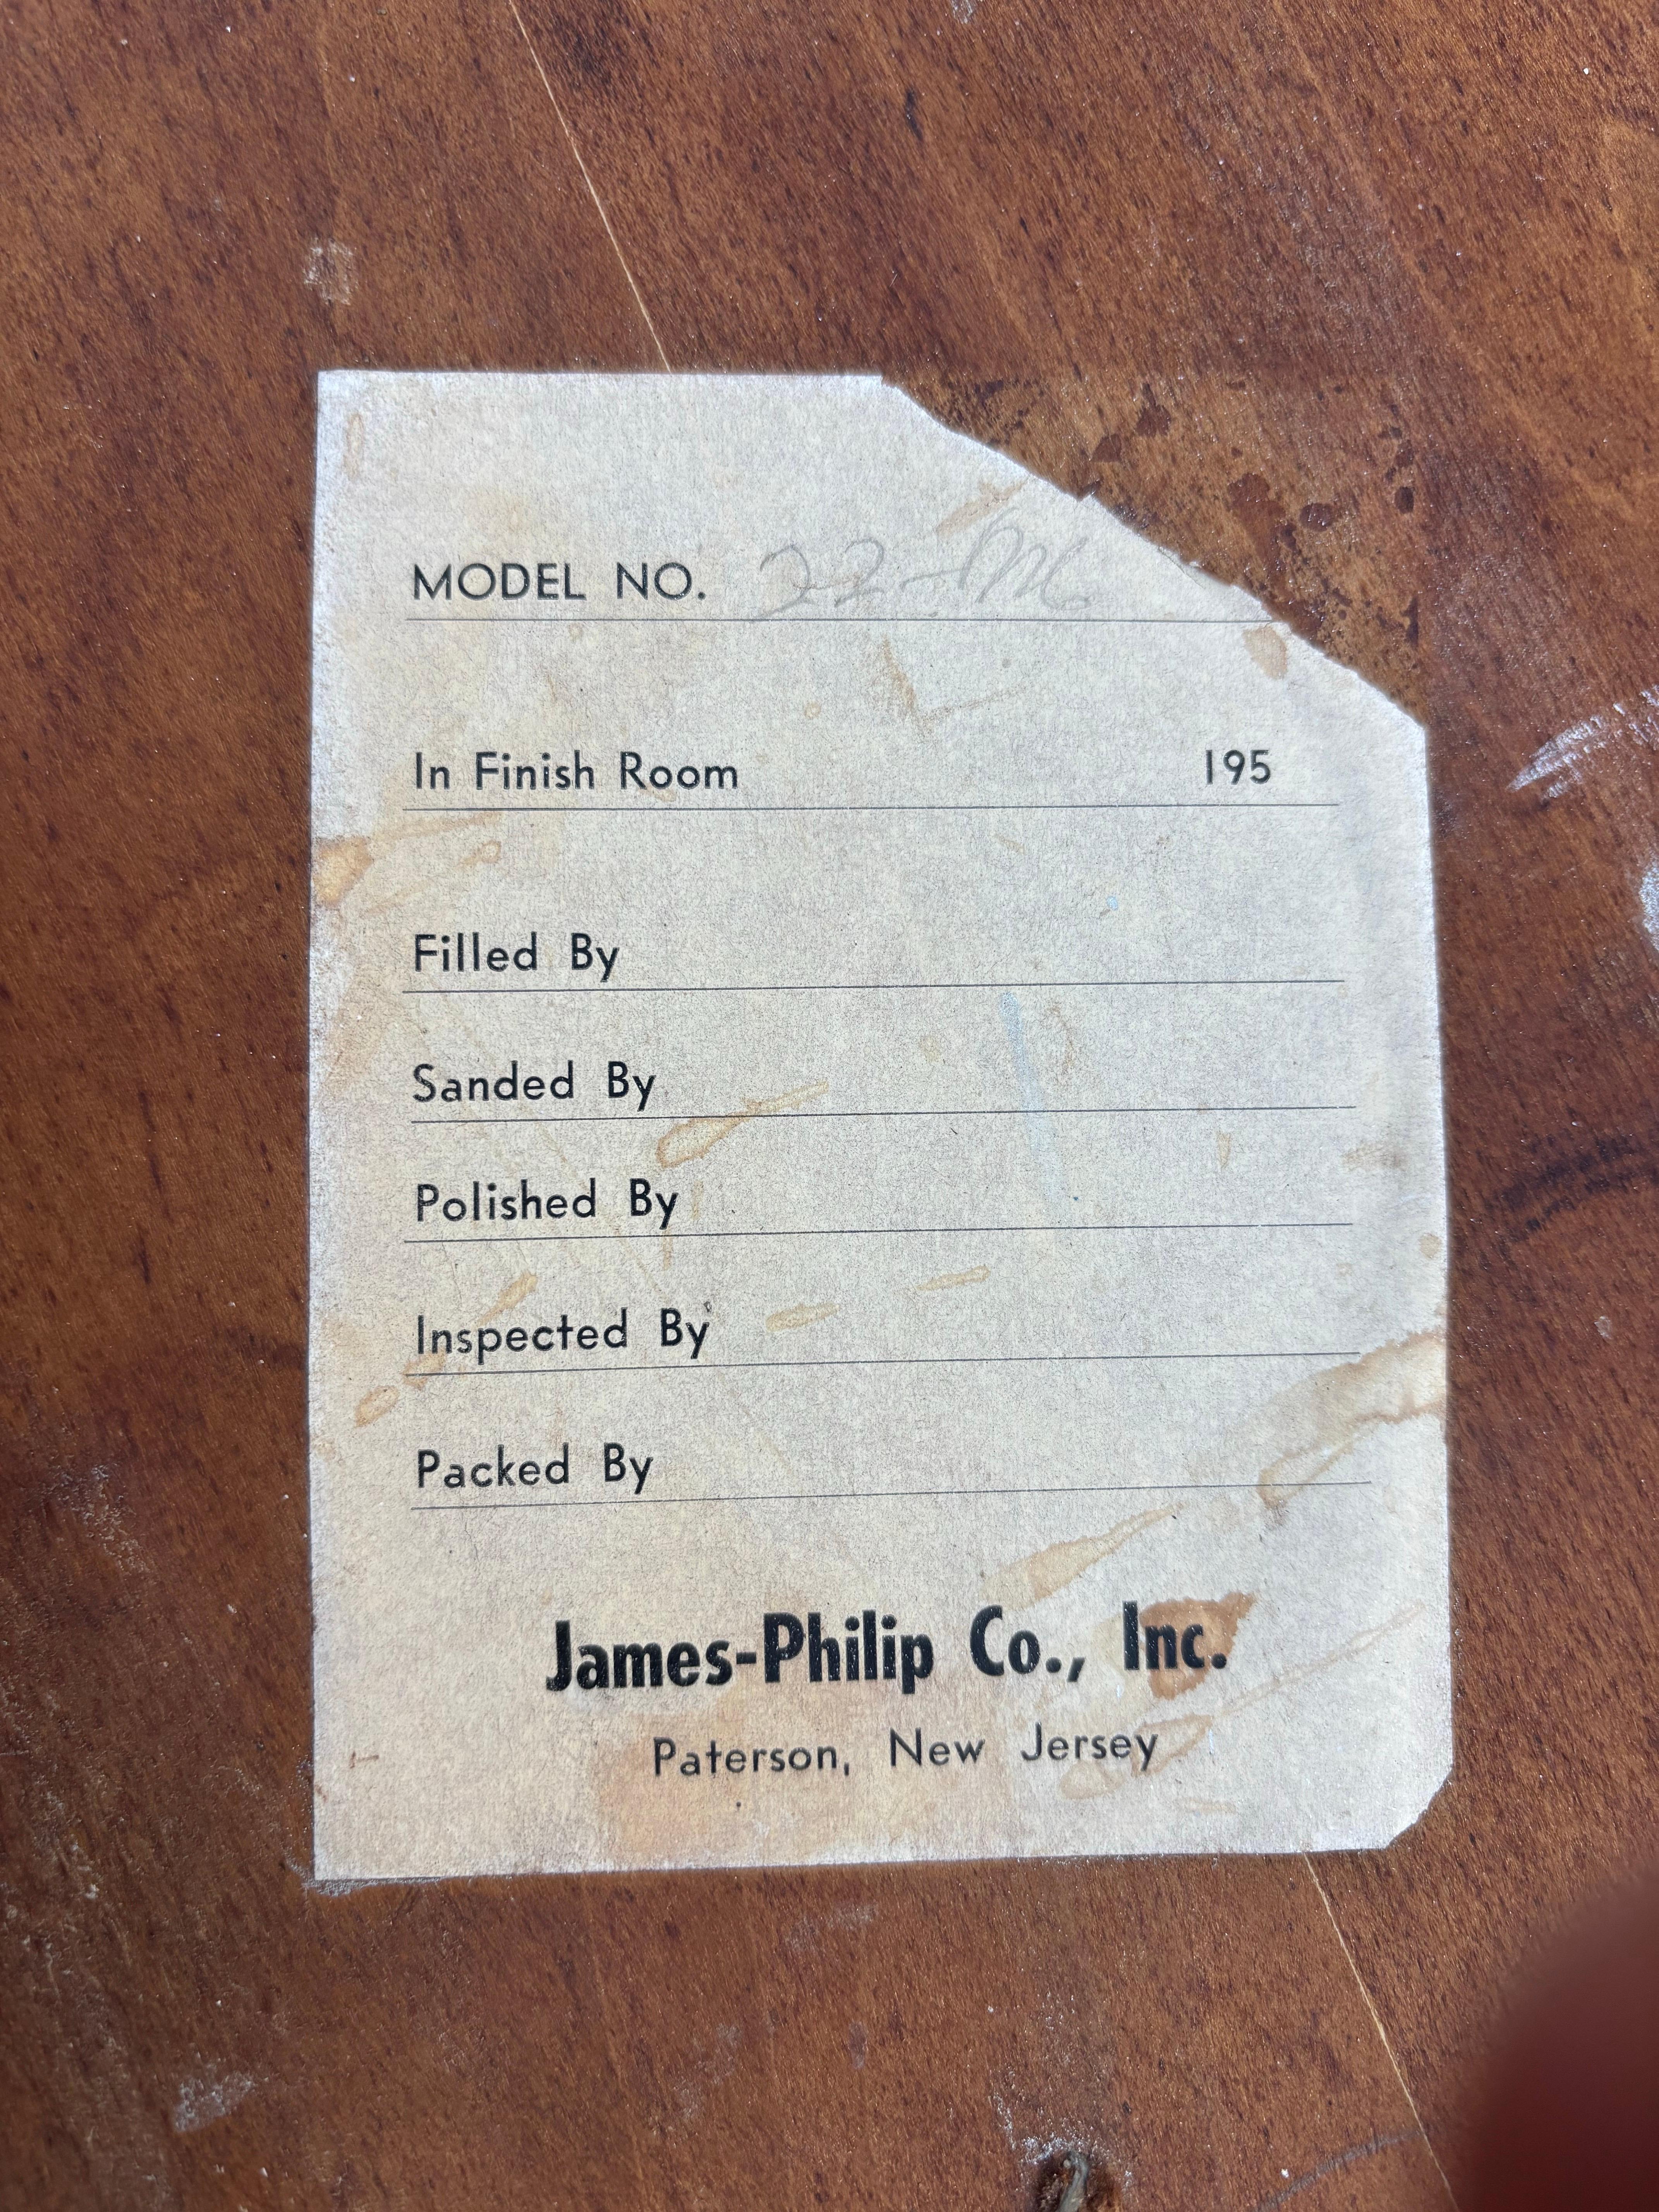 MODEL NO. 22-M
In Finish Room 195
Filled By
Sanded By
Polished By
Inspected By
Packed By
James-Philip Co., Inc.
Paterson, New Jersey